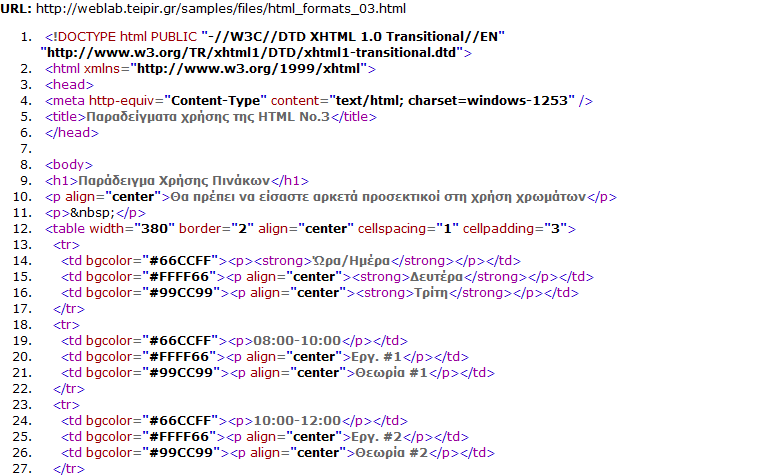 URL: http://weblab.teipir.gr/samples/files/html_formats_03.html
1. <!DOCTYPE html PUBLIC "-//W3C//DTD XHTML 1.0 Transitional//EN"
"http://www.w3.org/TR/xhtml1/DTD/xhtml1-transitional.dtd">
2. <html xmlns="http://www.w3.org/1999/xhtml">
3. <head>
4. <meta http-equiv="Content-Type" content="text/html; charset=windows-1253" />
5. <title>Παραδείγματα χρήσης της HTML No.3</title>
6. </head>
7.
8. <body>
9. <h1>Παράδειγμα Χρήσης Πινάκων</h1>
10. <p align="center">Θα πρέπει να είσαστε αρκετά προσεκτικοί στη χρήση χρωμάτων</p>
11. <p>&nbsp;</p>
12. <table width="380" border="2" align="center" cellspacing="1" cellpadding="3">
13. <tr>
14. <td bgcolor="#66CCFF"><p><strong>Ώρα/Ημέρα</strong></p></td>
15. <td bgcolor="#FFFF66"><p align="center"><strong>Δευτέρα</strong></p></td>
16. <td bgcolor="#99CC99"><p align="center"><strong>Τρίτη</strong></p></td>
17. </tr>
18. <tr>
19. <td bgcolor="#66CCFF"><p>08:00-10:00</p></td>
20. <td bgcolor="#FFFF66"><p align="center">Εργ. #1</p></td>
21. <td bgcolor="#99CC99"><p align="center">Θεωρία #1</p></td>
22. </tr>
23. <tr>
24. <td bgcolor="#66CCFF"><p>10:00-12:00</p></td>
25. <td bgcolor="#FFFF66"><p align="center">Εργ. #2</p></td>
26. <td bgcolor="#99CC99"><p align="center">Θεωρία #2</p></td>
27. </tr>